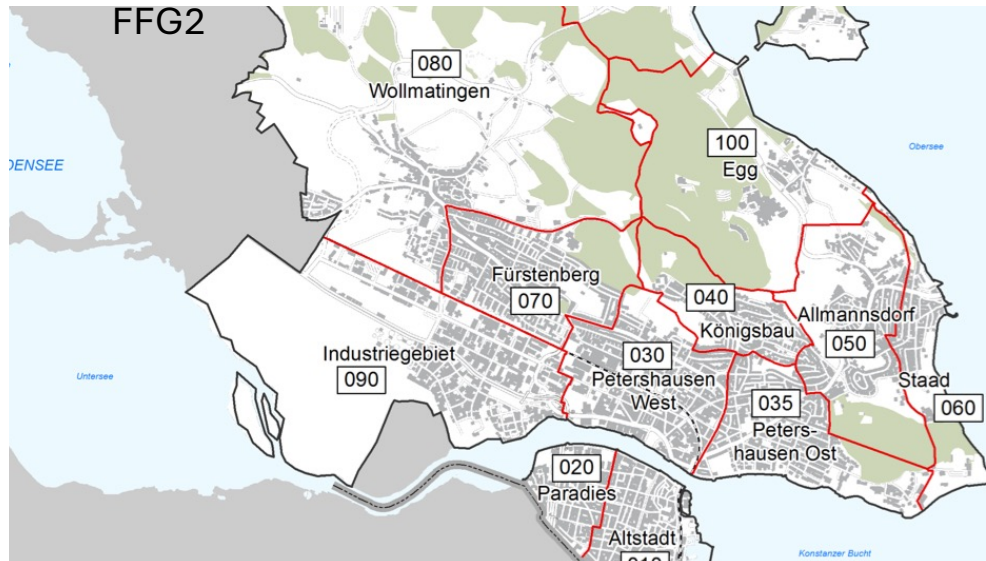 FFG2
080
Wollmatingen
100
Egg
Obersee
DENSEE
Fürstenberg
070
040
Königsbau
Allmannsdorf
050
Industriegebiet
090
030
Petershausen
West
Untersee
Staad
060
035
Peters-
hausen Ost
020
Paradies
Altstadt
010
Konstanzer Bucht